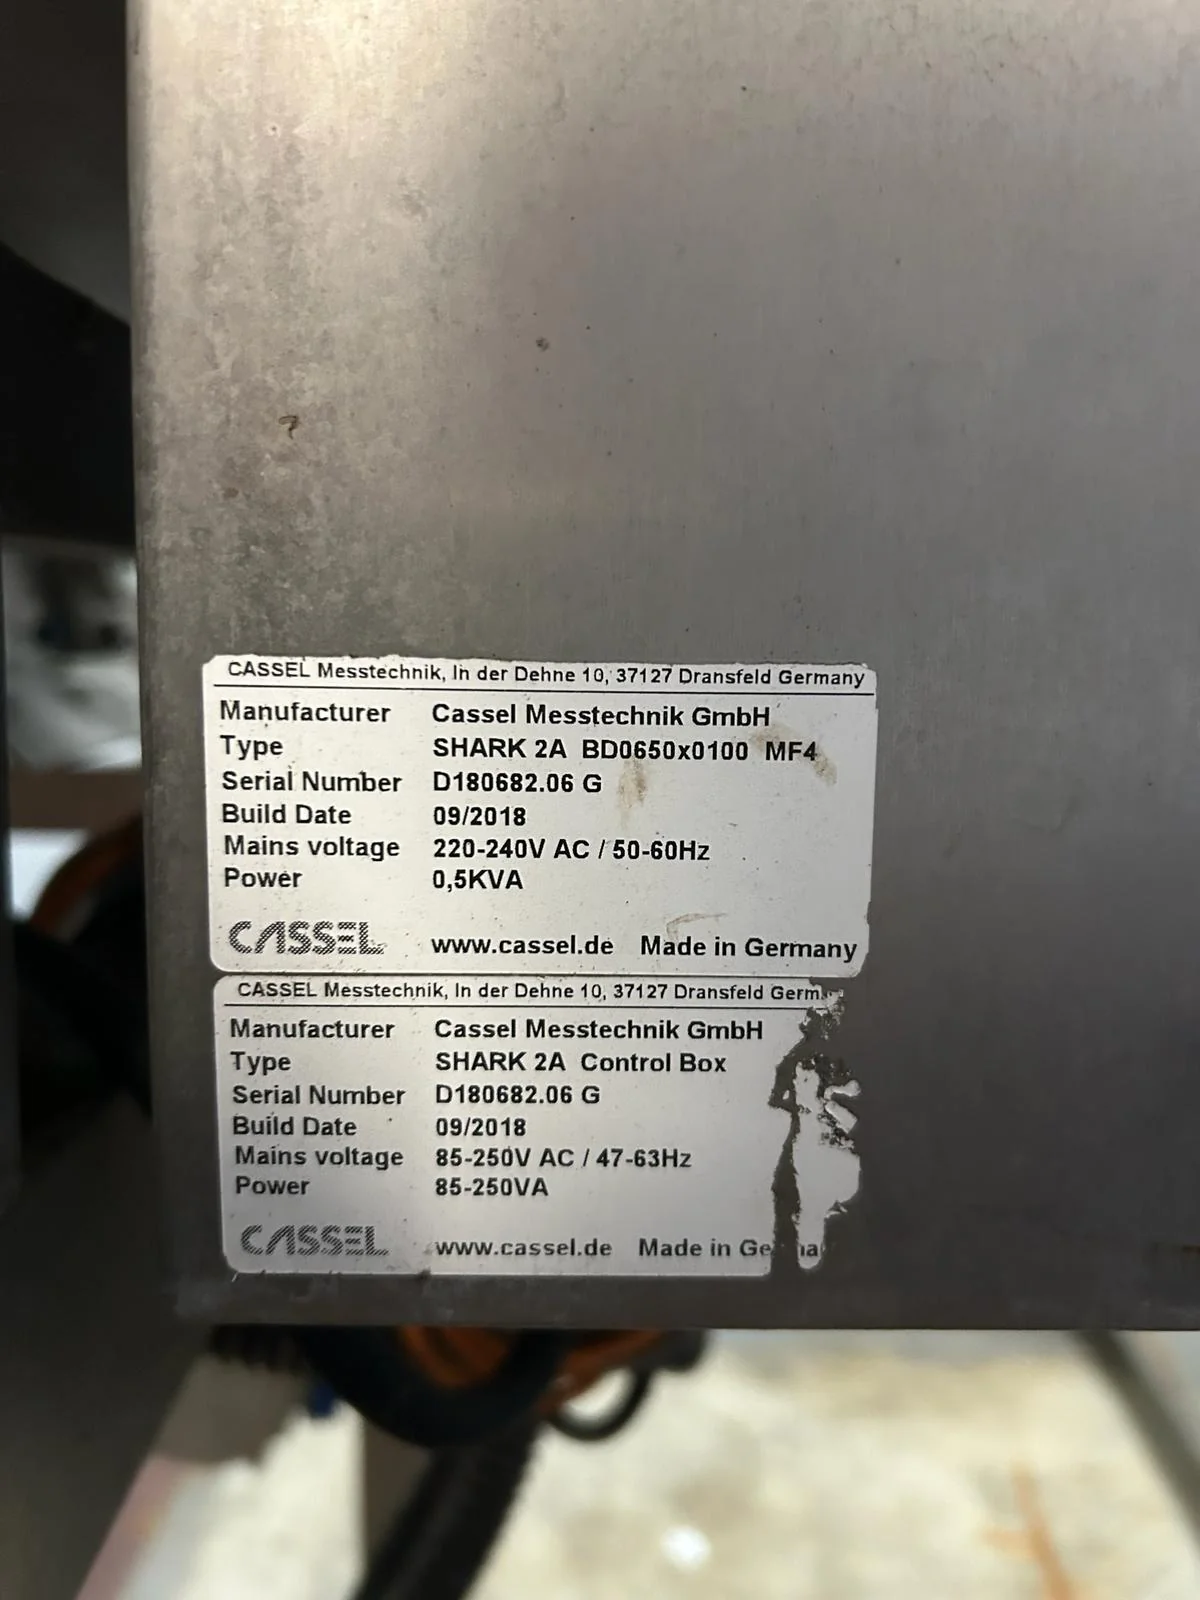 CASSEL Messtechnik, In der Dehne 10, 37127 Dransfeld Germany
Manufacturer Cassel Messtechnik GmbH
Type SHARK 2A BD0650x0100 MF4
Serial Number D180682.06 G
Build Date 09/2018
Mains voltage 220-240V AC / 50-60Hz
Power 0,5KVA
CASSEL www.cassel.de Made in Germany
CASSEL Messtechnik, In der Dehne 10, 37127 Dransfeld Germ
Manufacturer Cassel Messtechnik GmbH
Type SHARK 2A Control Box
Serial Number D180682.06 G
Build Date 09/2018
Mains voltage 85-250V AC / 47-63Hz
Power 85-250VA
CASSEL www.cassel.de Made in Ge ma